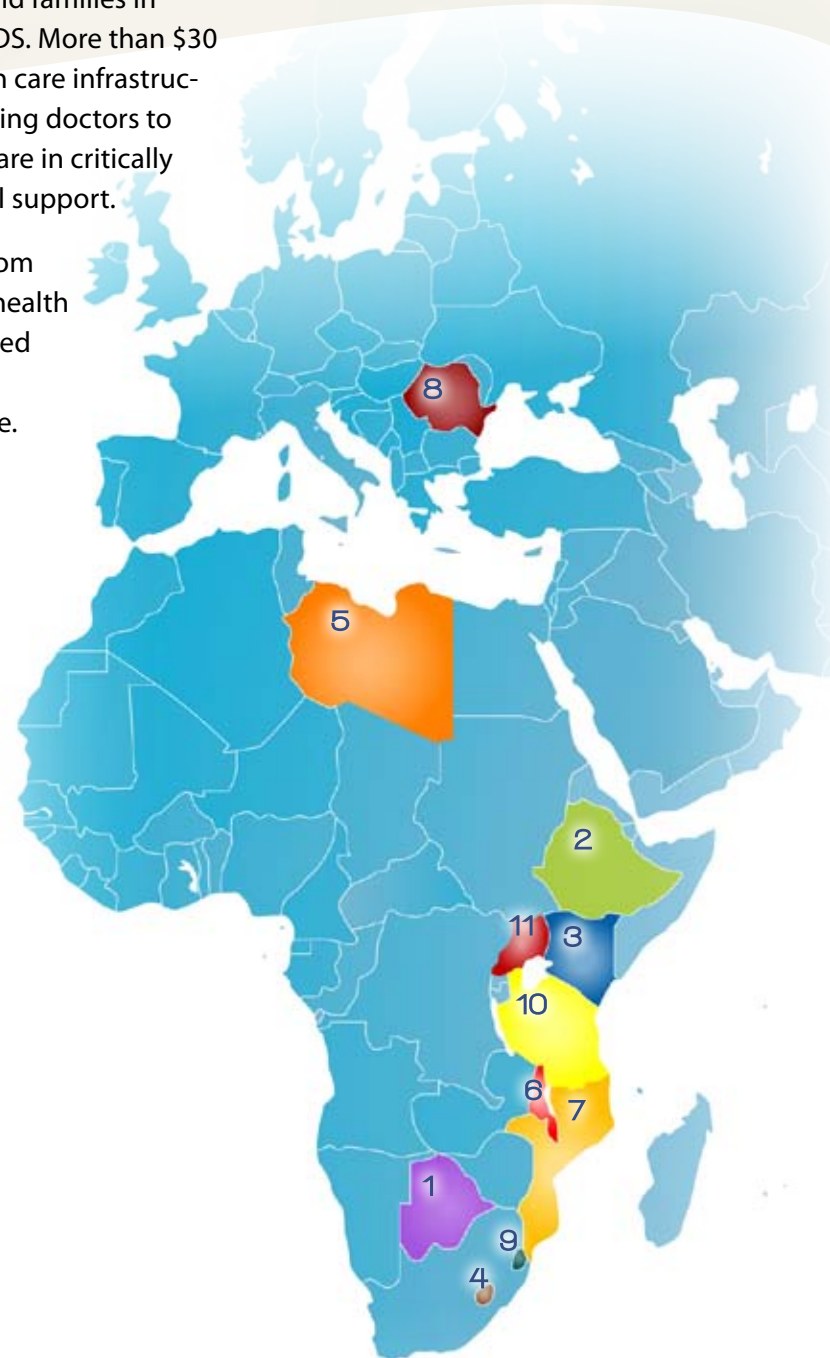 nd families in
DS. More than $30
h care infrastruc-
ing doctors to
are in critically
l support.
om
health
ed
e.
8
5
2
11
3
10
6
7
1
9
4